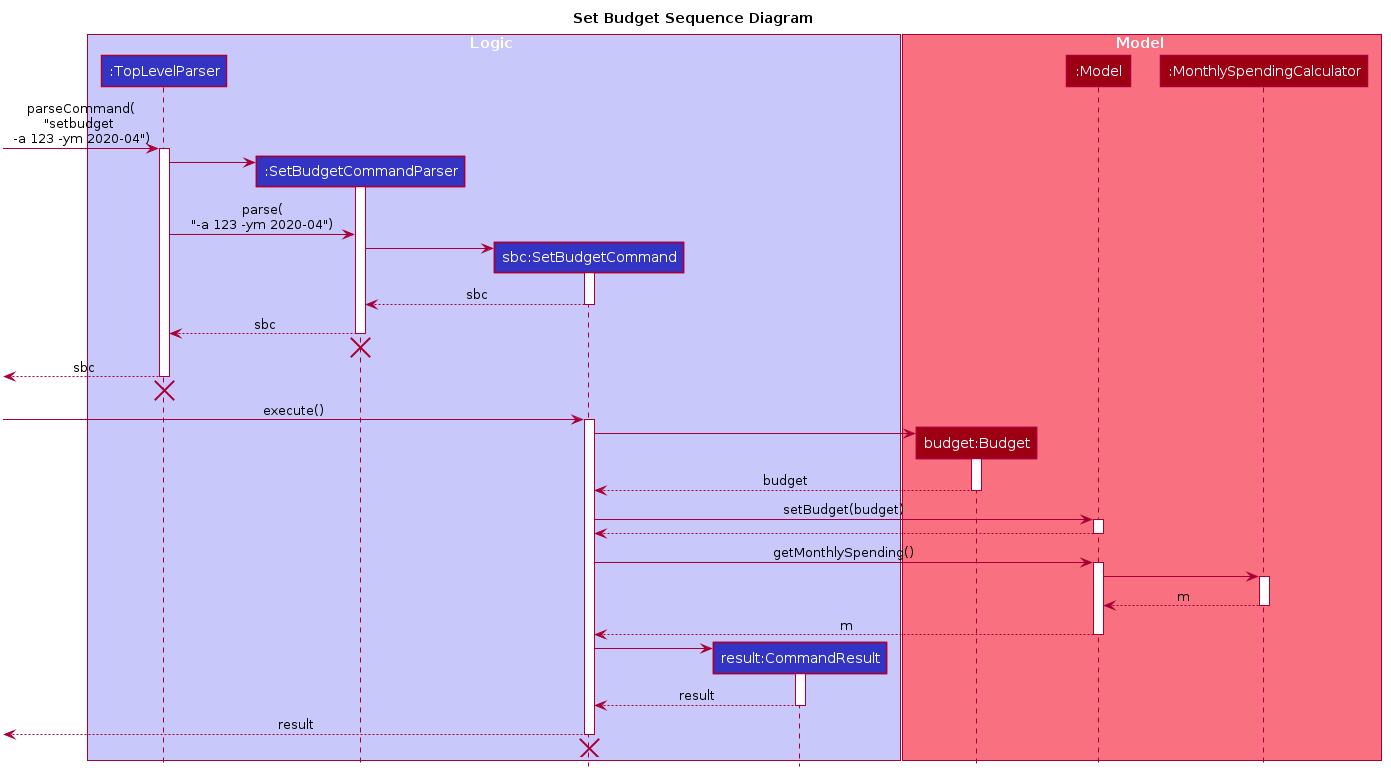 Set Budget Sequence Diagram
Logic
Model
:TopLevelParser
:Model
:MonthlySpendingCalculator
parseCommand(
"setbudget
-a 123 -ym 2020-04")
:SetBudgetCommandParser
parse(
"-a 123 -ym 2020-04")
sbc:SetBudgetCommand
sbc
sbc
sbc
execute()
budget:Budget
budget
setBudget(budget)
getMonthlySpending()
m
m
result:CommandResult
result
result